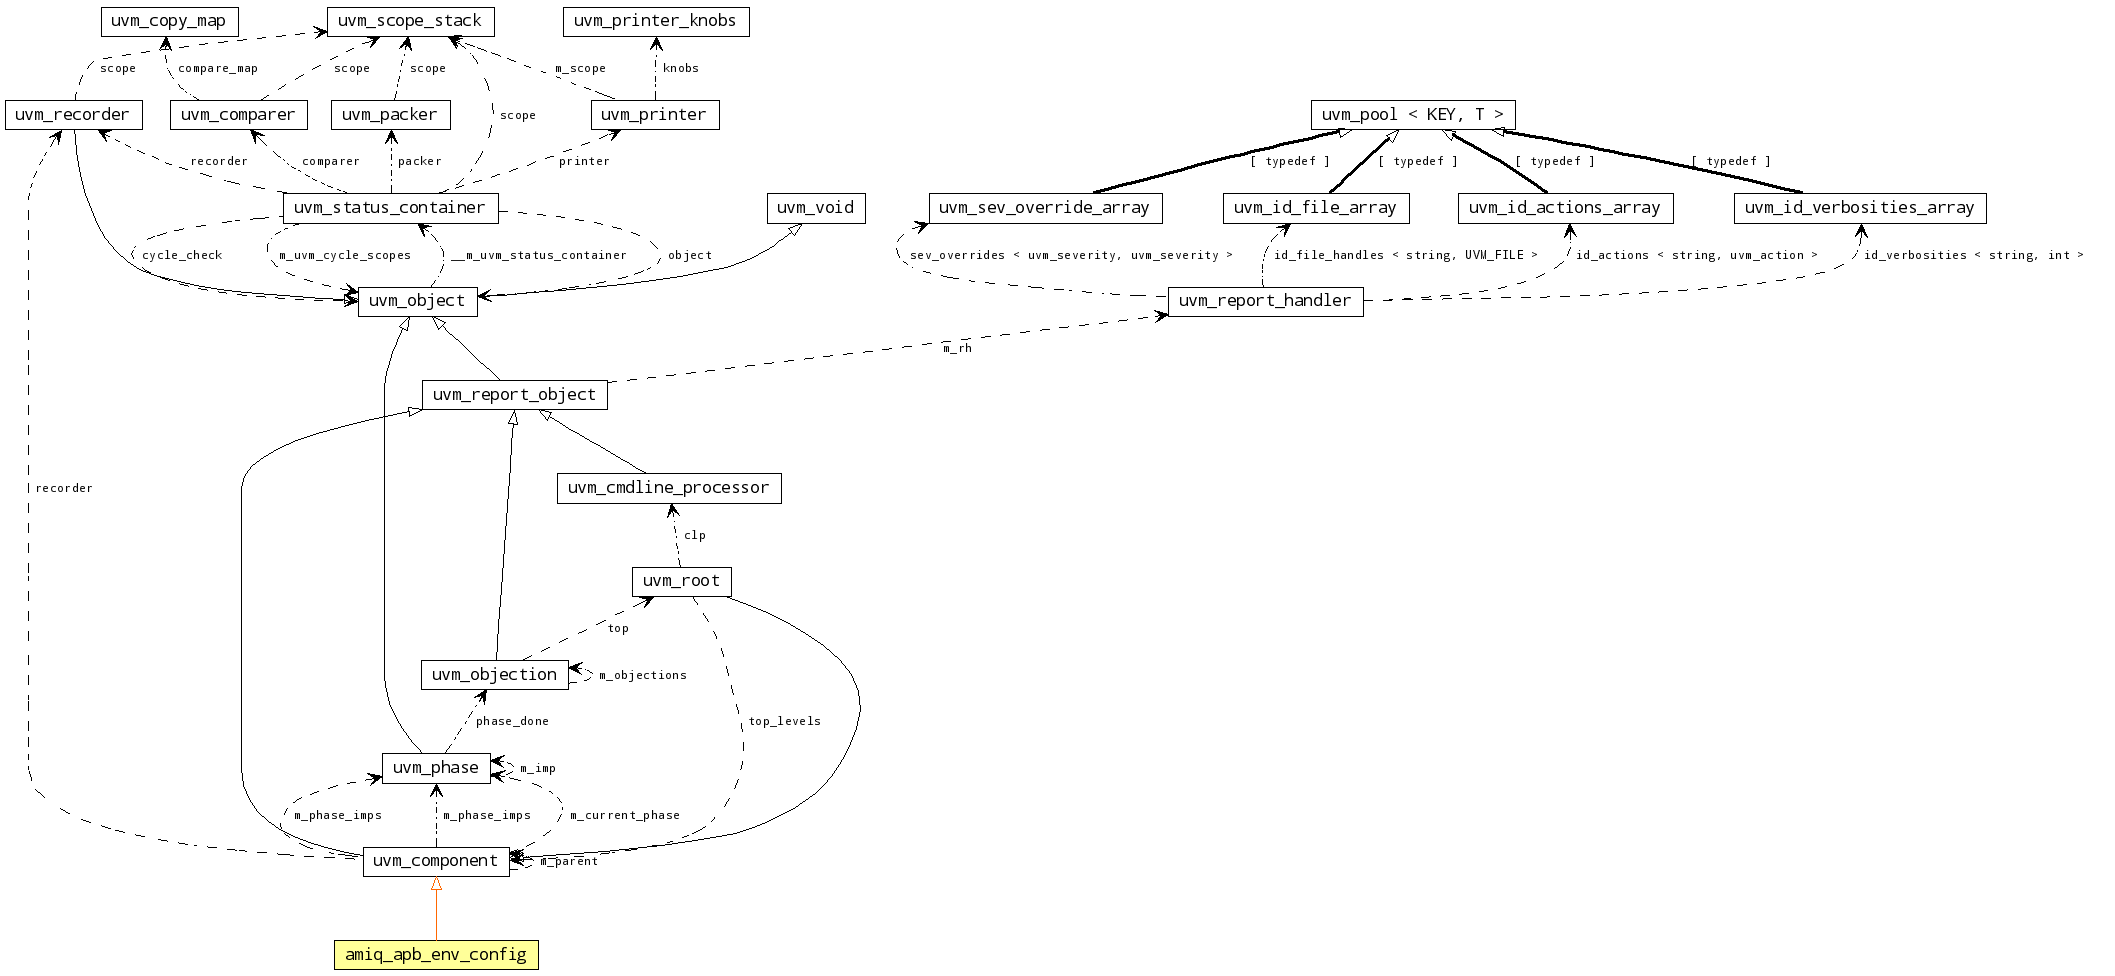 uvm_copy_map
uvm_scope_stack
uvm_printer_knobs
scope
compare_map
scope
scope
m_scope
knobs
uvm_recorder
uvm_comparer
uvm_packer
scope
uvm_printer
uvm_pool < KEY, T >
recorder
comparer
packer
printer
[ typedef ]
[ typedef ]
[ typedef ]
[ typedef ]
uvm_status_container
uvm_void
uvm_sev_override_array
uvm_id_file_array
uvm_id_actions_array
uvm_id_verbosities_array
cycle_check
m_uvm_cycle_scopes
__m_uvm_status_container
object
sev_overrides < uvm_severity, uvm_severity >
id_file_handles < string, UVM_FILE >
id_actions < string, uvm_action >
id_verbosities < string, int >
uvm_object
uvm_report_handler
m_rh
uvm_report_object
recorder
uvm_cmdline_processor
clp
uvm_root
top
uvm_objection
m_objections
phase_done
top_levels
uvm_phase
m_imp
m_phase_imps
m_phase_imps
m_current_phase
uvm_component
m_parent
amiq_apb_env_config